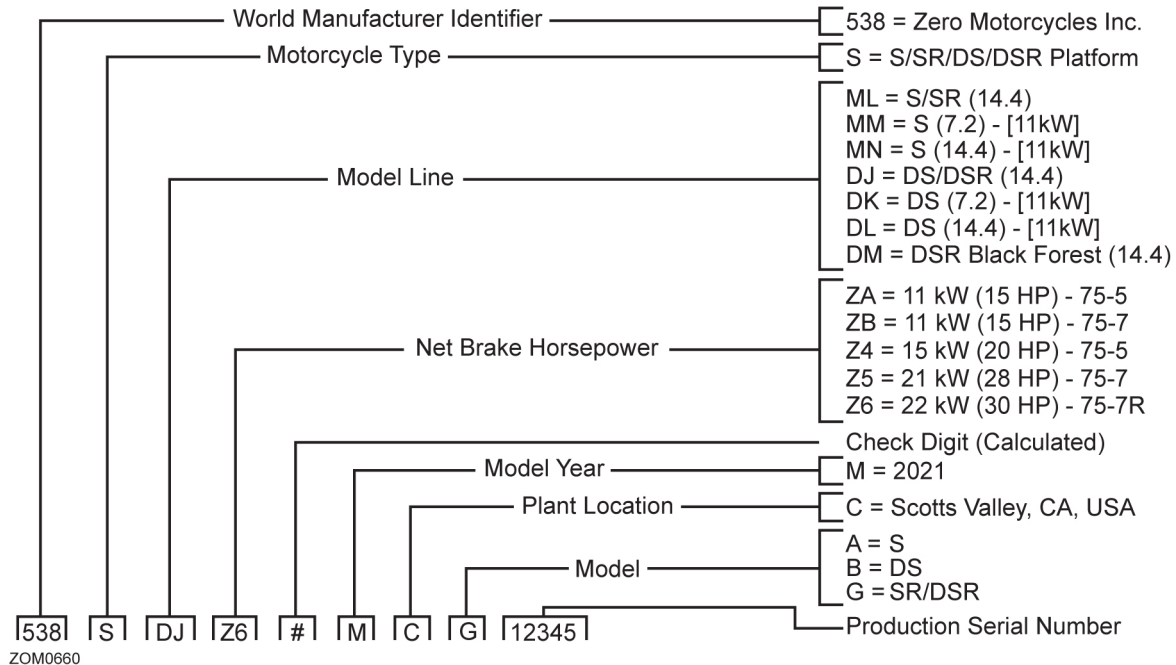 World Manufacturer Identifier
538 = Zero Motorcycles Inc.
Motorcycle Type
S = S/SR/DS/DSR Platform
Model Line
ML = S/SR (14.4)
MM = S (7.2) - [11kW]
MN = S (14.4) - [11kW]
DJ = DS/DSR (14.4)
DK = DS (7.2) - [11kW]
DL = DS (14.4) - [11kW]
DM = DSR Black Forest (14.4)
Net Brake Horsepower
ZA = 11 kW (15 HP) - 75-5
ZB = 11 kW (15 HP) - 75-7
Z4 = 15 kW (20 HP) - 75-5
Z5 = 21 kW (28 HP) - 75-7
Z6 = 22 kW (30 HP) - 75-7R
Check Digit (Calculated)
Model Year
M = 2021
Plant Location
C = Scotts Valley, CA, USA
Model
A = S
B = DS
G = SR/DSR
Production Serial Number
538 S DJ Z6 # M C G 12345
ZOM0660